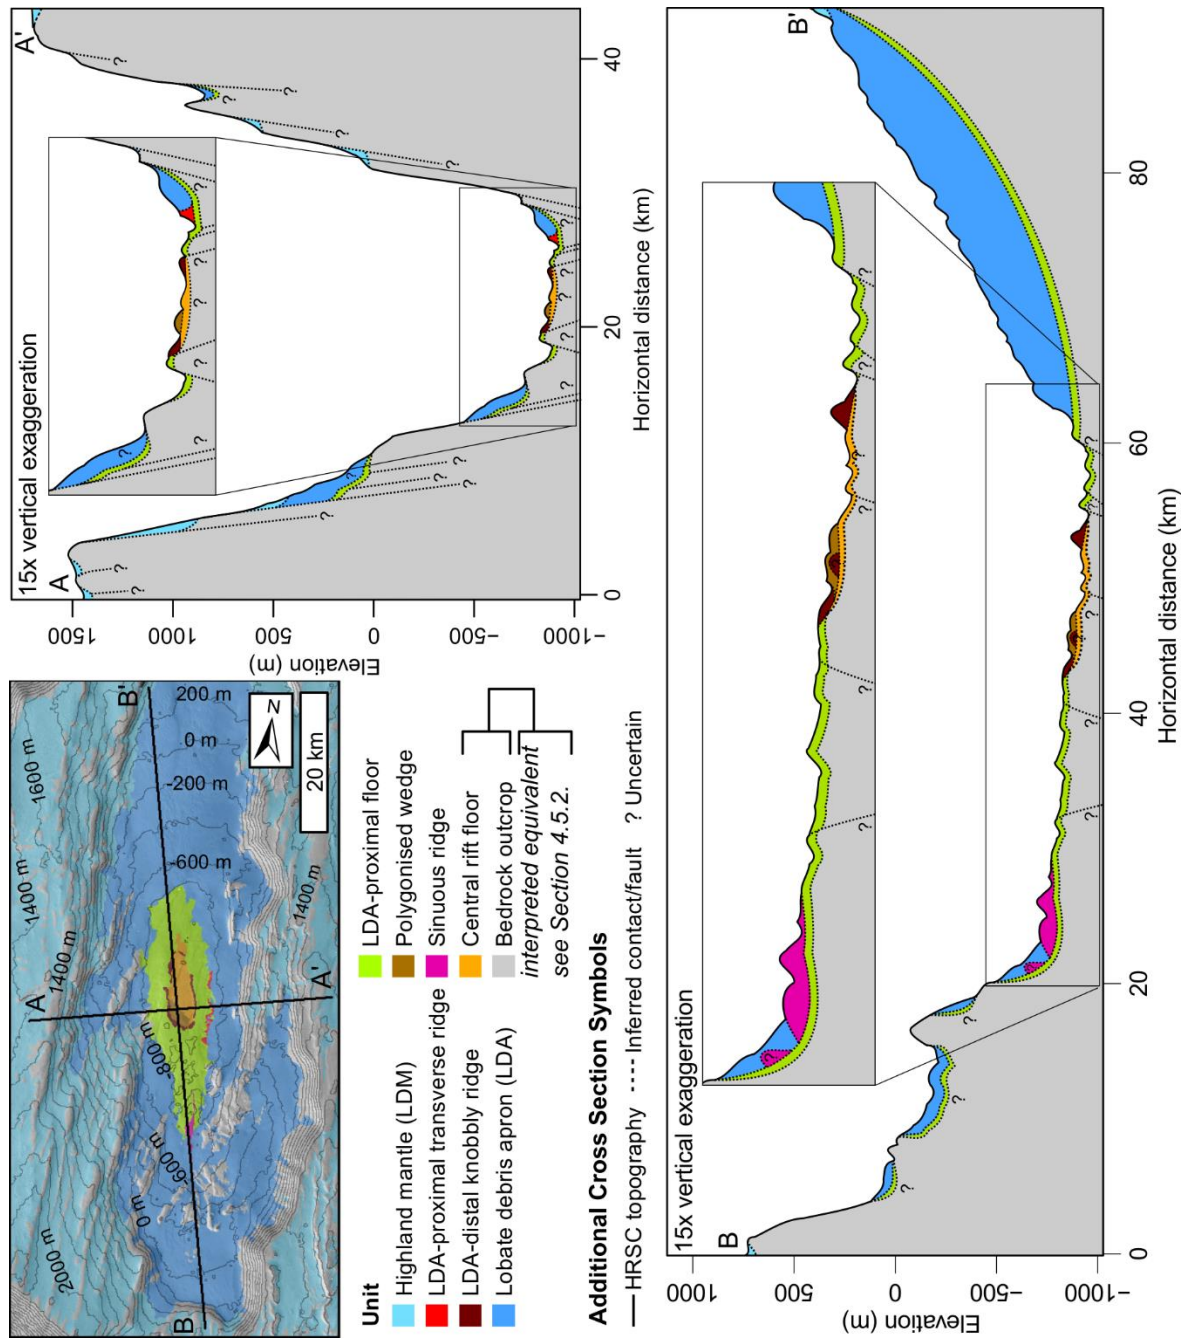 A
A'
B
B'
2000 m
1400 m
1600 m
1400 m
1400 m
0 m
-600 m
-800 m
-600 m
-200 m
0 m
200 m
N
20 km
Unit
Highland mantle (LDM)
LDA-proximal transverse ridge
LDA-distal knobbly ridge
Lobate debris apron (LDA)
LDA-proximal floor
Polygonised wedge
Sinuous ridge
Central rift floor
Bedrock outcrop
interpreted equivalent
see Section 4.5.2.
Additional Cross Section Symbols
HRSC topography
Inferred contact/fault
? Uncertain
15x vertical exaggeration
A
A'
1500
1000
500
0
−500
−1000
Elevation (m)
0
20
40
Horizontal distance (km)
? ? ? ? ? ? ? ? ? ? ? ? ? ? ? ? ?
15x vertical exaggeration
B
B'
1000
500
0
−500
−1000
Elevation (m)
0
20
40
60
80
Horizontal distance (km)
? ? ? ? ? ? ? ? ? ? ? ? ? ? ? ?